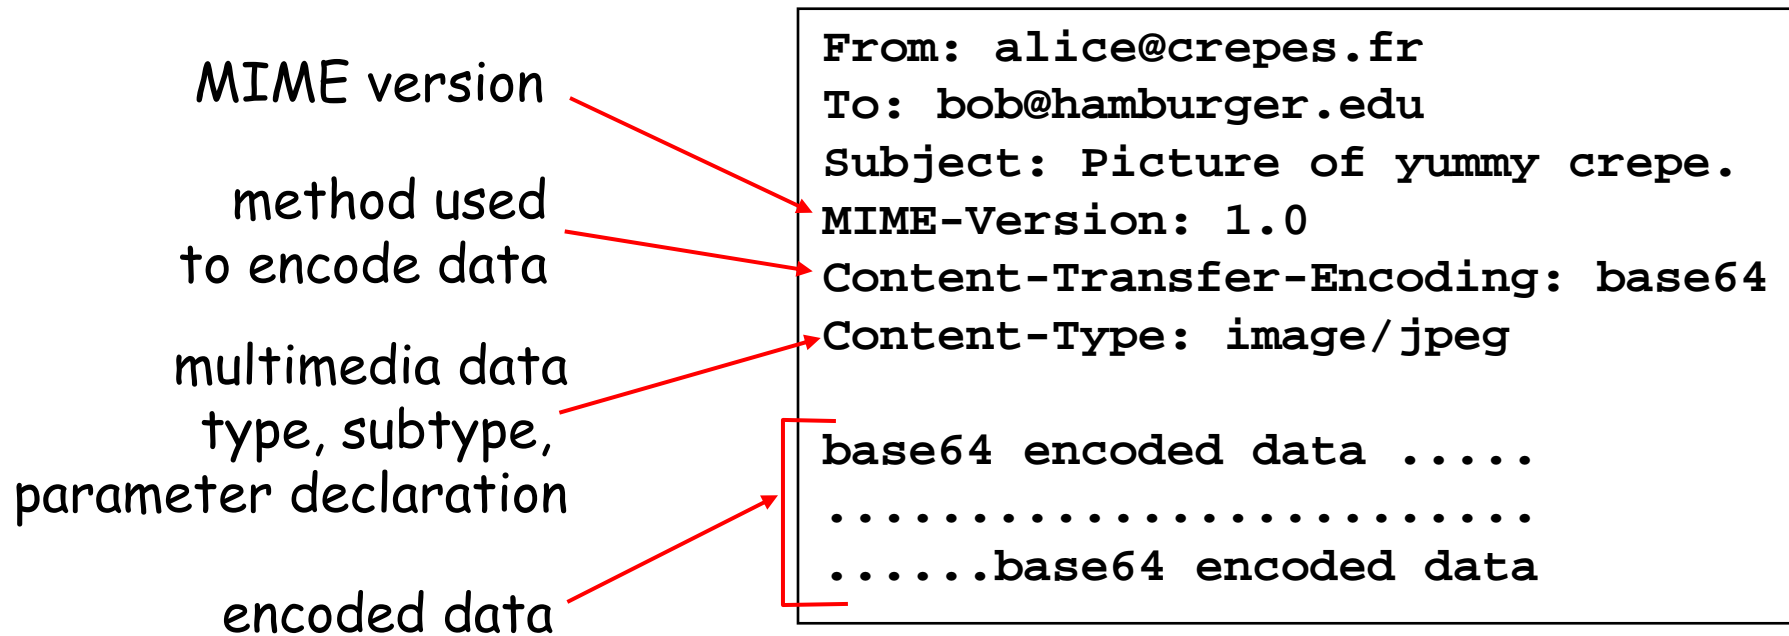 MIME version
method used
to encode data
multimedia data
type, subtype,
parameter declaration
encoded data
From: alice@crepes.fr
To: bob@hamburger.edu
Subject: Picture of yummy crepe.
MIME-Version: 1.0
Content-Transfer-Encoding: base64
Content-Type: image/jpeg
base64 encoded data .....
.........................
......base64 encoded data